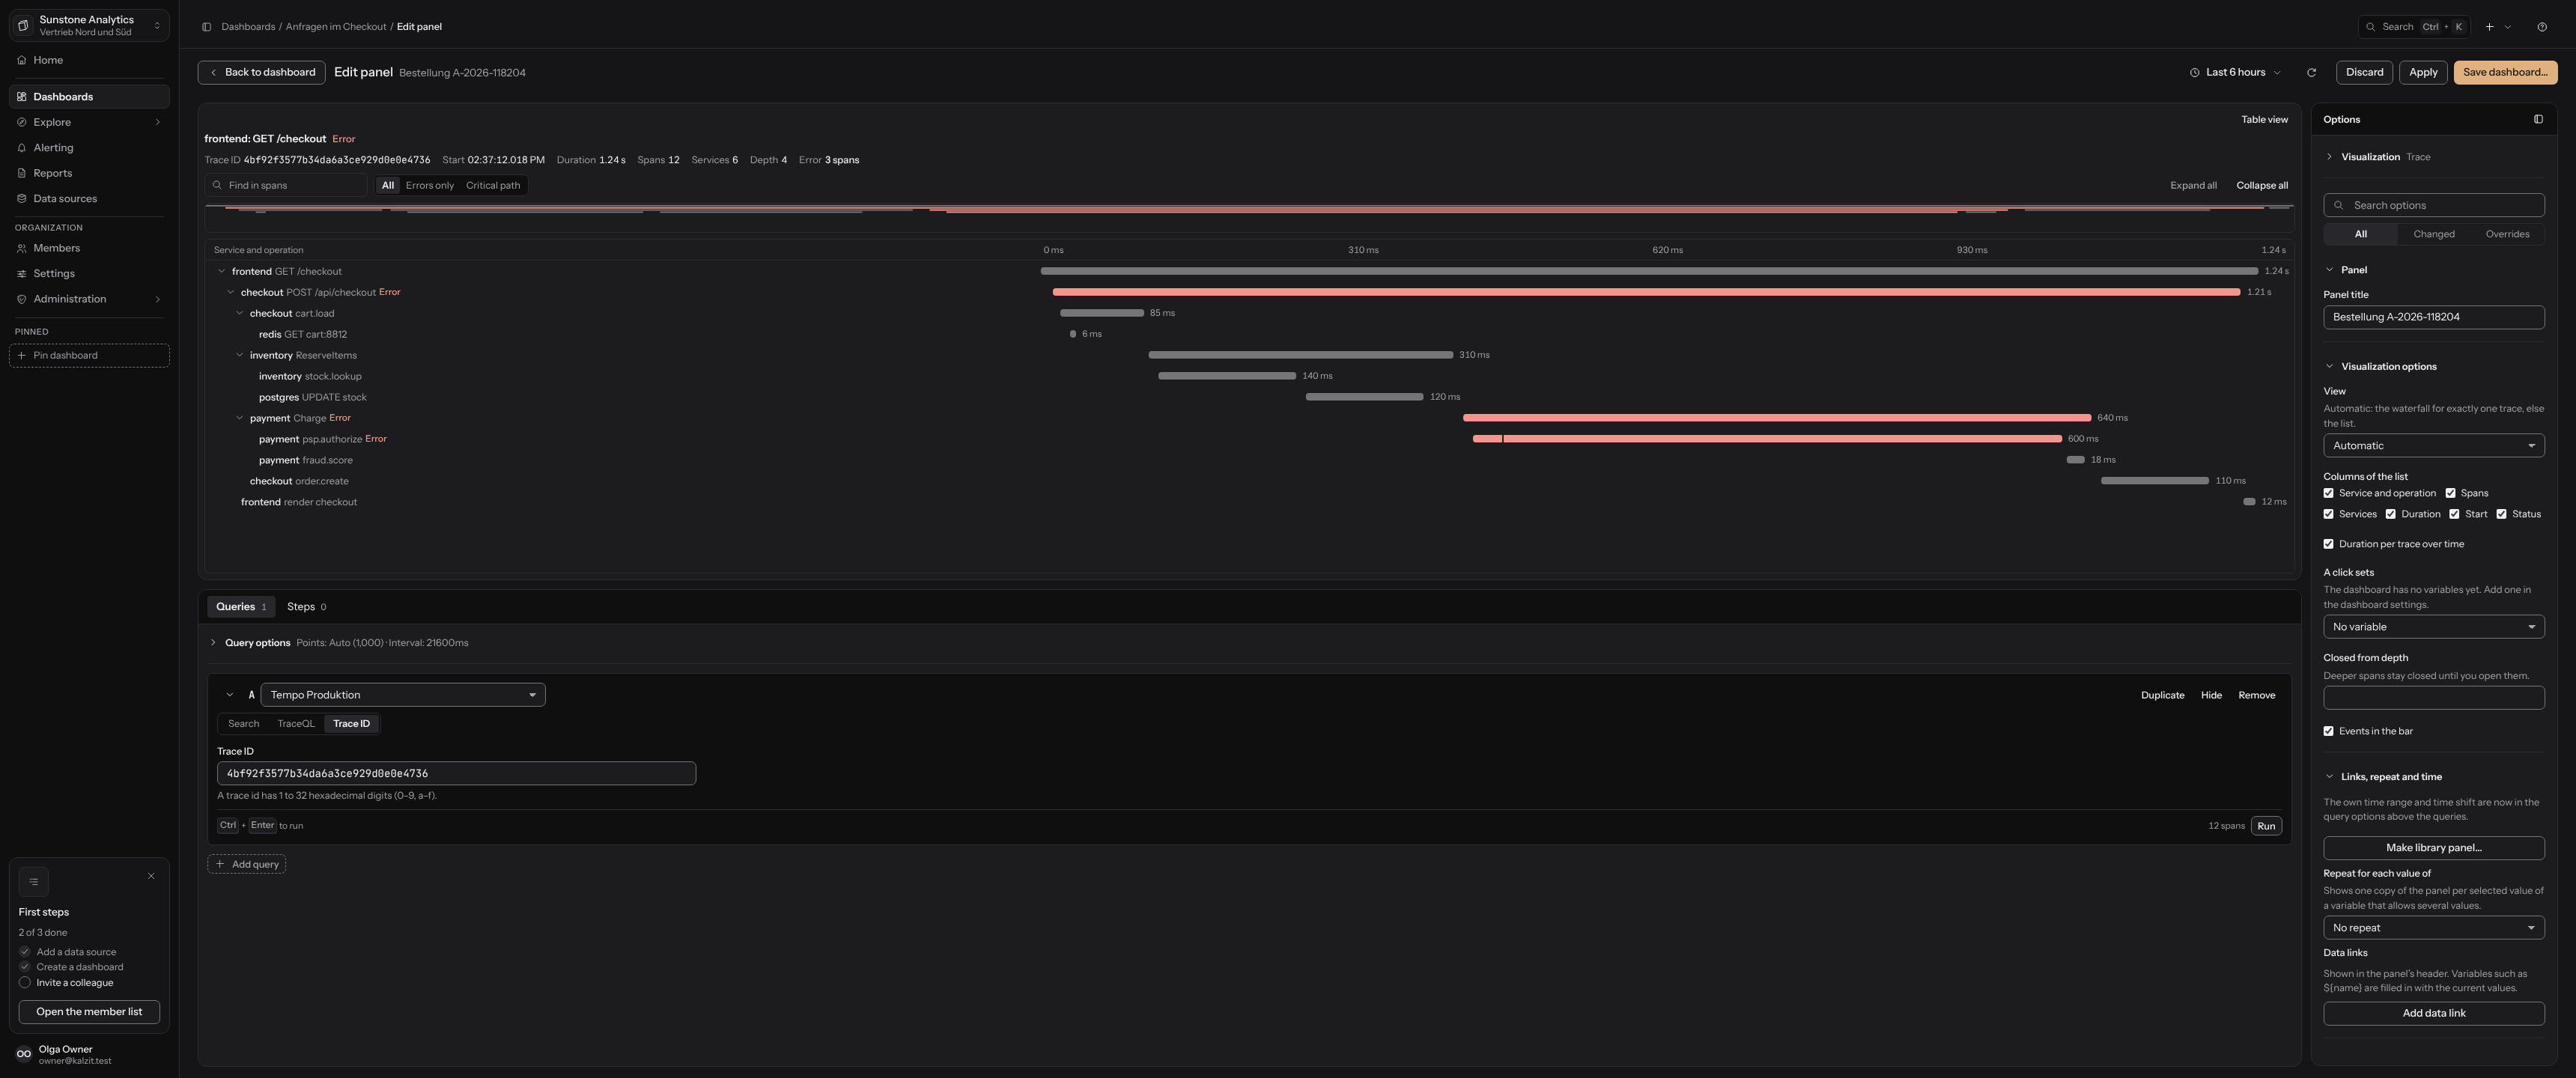 Sunstone Analytics
Vertrieb Nord und Süd
Home
Dashboards
Explore
Alerting
Reports
Data sources
ORGANIZATION
Members
Settings
Administration
PINNED
Pin dashboard
First steps
2 of 3 done
Add a data source
Create a dashboard
Invite a colleague
Open the member list
OO
Olga Owner
owner@kalzit.test
Dashboards / Anfragen im Checkout / Edit panel
Search Ctrl + K
Back to dashboard
Edit panel Bestellung A-2026-118204
Last 6 hours
Discard
Apply
Save dashboard...
Table view
frontend: GET /checkout Error
Trace ID 4bf92f3577b34da6a3ce929d0e0e4736 Start 02:37:12.018 PM Duration 1.24 s Spans 12 Services 6 Depth 4 Error 3 spans
Find in spans
All Errors only Critical path
Expand all Collapse all
Service and operation 0 ms 310 ms 620 ms 930 ms 1.24 s
frontend GET /checkout 1.24 s
checkout POST /api/checkout Error 1.21 s
checkout cart.load 85 ms
redis GET cart:8812 6 ms
inventory ReserveItems 310 ms
inventory stock.lookup 140 ms
postgres UPDATE stock 120 ms
payment Charge Error 640 ms
payment psp.authorize Error 600 ms
payment fraud.score 18 ms
checkout order.create 110 ms
frontend render checkout 12 ms
Queries 1 Steps 0
Query options Points: Auto (1,000) · Interval: 21600ms
A Tempo Produktion
Duplicate Hide Remove
Search TraceQL Trace ID
Trace ID
4bf92f3577b34da6a3ce929d0e0e4736
A trace id has 1 to 32 hexadecimal digits (0–9, a–f).
Ctrl + Enter to run
12 spans Run
Add query
Options
Visualization Trace
Search options
All Changed Overrides
Panel
Panel title
Bestellung A-2026-118204
Visualization options
View
Automatic: the waterfall for exactly one trace, else
the list.
Automatic
Columns of the list
Service and operation Spans
Services Duration Start Status
Duration per trace over time
A click sets
The dashboard has no variables yet. Add one in
the dashboard settings.
No variable
Closed from depth
Deeper spans stay closed until you open them.
Events in the bar
Links, repeat and time
The own time range and time shift are now in the
query options above the queries.
Make library panel...
Repeat for each value of
Shows one copy of the panel per selected value of
a variable that allows several values.
No repeat
Data links
Shown in the panel's header. Variables such as
${name} are filled in with the current values.
Add data link